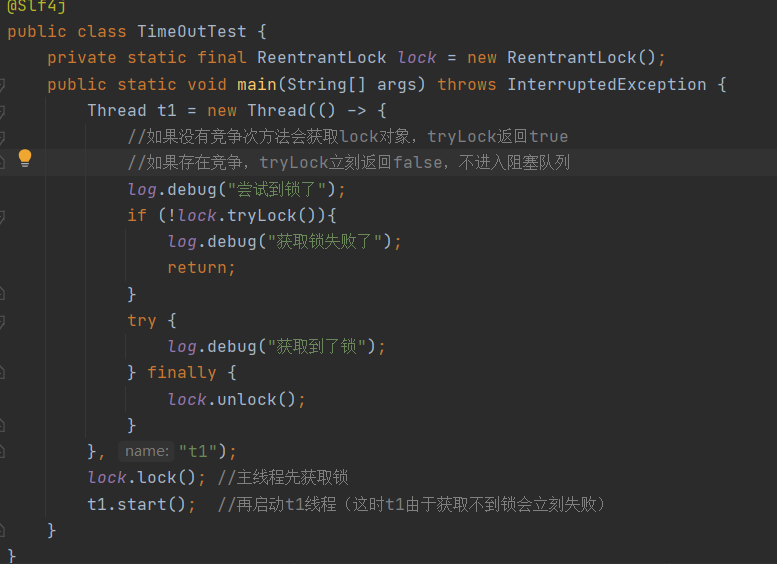 @Slf4j
public class TimeOutTest {
    private static final ReentrantLock lock = new ReentrantLock();
    public static void main(String[] args) throws InterruptedException {
        Thread t1 = new Thread(() -> {
            //如果没有竞争次方法会获取lock对象，tryLock返回true
            //如果存在竞争，tryLock立刻返回false，不进入阻塞队列
            log.debug("尝试到锁了");
            if (!lock.tryLock()){
                log.debug("获取锁失败了");
                return;
            }
            try {
                log.debug("获取到了锁");
            } finally {
                lock.unlock();
            }
        }, name: "t1");
        lock.lock(); //主线程先获取锁
        t1.start();  //再启动t1线程（这时t1由于获取不到锁会立刻失败）
    }
}